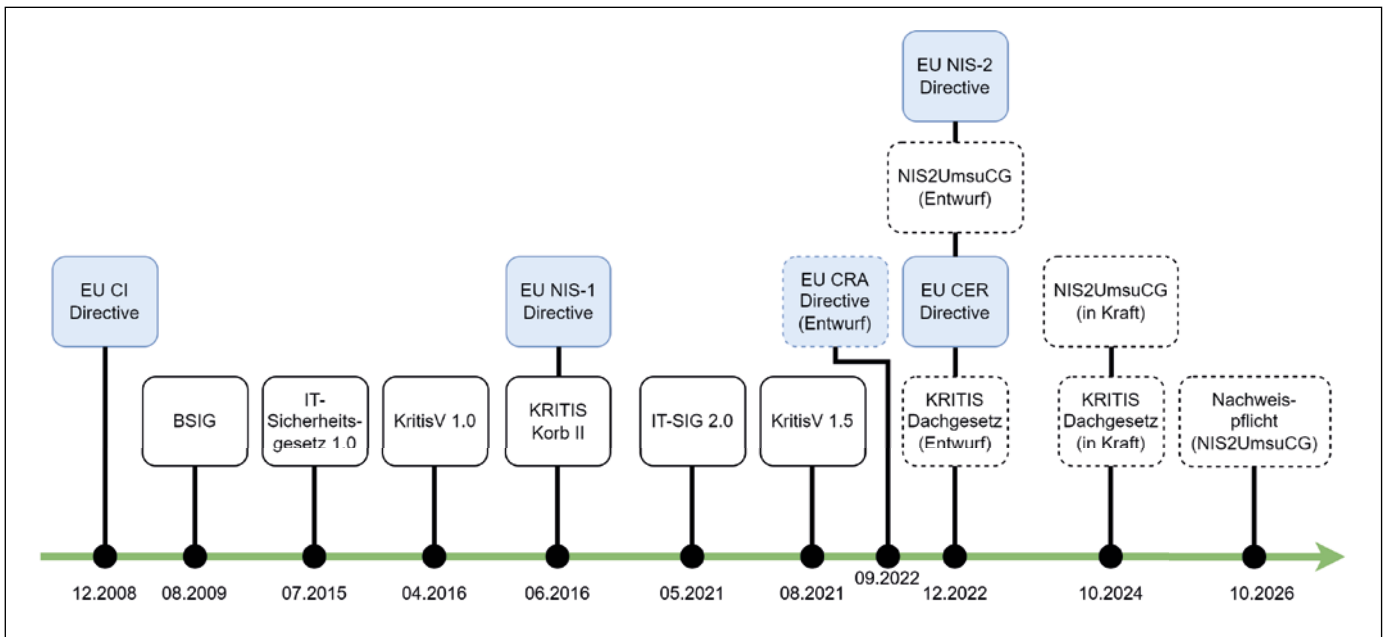 EU NIS-2
Directive
NIS2UmsuCG
(Entwurf)
EU CI
Directive
EU NIS-1
Directive
EU CRA
Directive
(Entwurf)
EU CER
Directive
NIS2UmsuCG
(in Kraft)
BSIG
IT-
Sicherheits-
gesetz 1.0
KritisV 1.0
KRITIS
Korb II
IT-SIG 2.0
KritisV 1.5
KRITIS
Dachgesetz
(Entwurf)
KRITIS
Dachgesetz
(in Kraft)
Nachweis-
pflicht
(NIS2UmsuCG)
12.2008
08.2009
07.2015
04.2016
06.2016
05.2021
08.2021
09.2022
12.2022
10.2024
10.2026